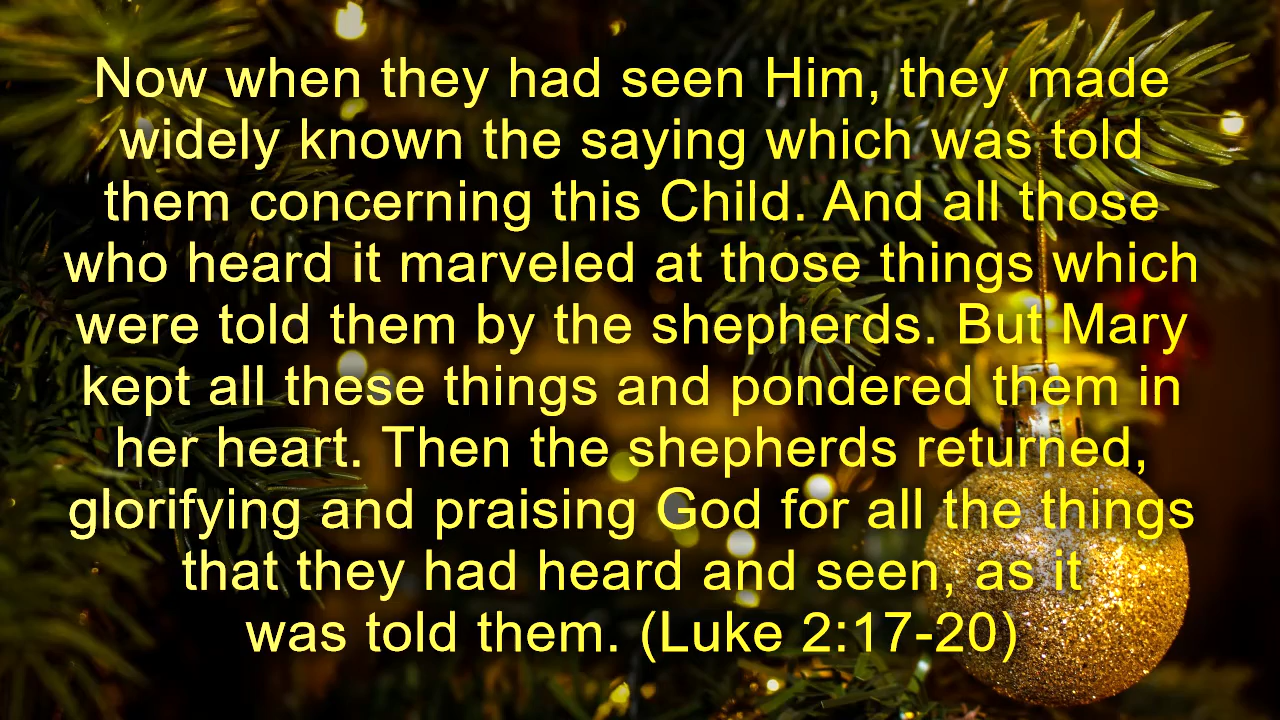 Now when they had seen Him, they made
widely known the saying which was told
them concerning this Child. And all those
who heard it marveled at those things which
were told them by the shepherds. But Mary
kept all these things and pondered them in
her heart. Then the shepherds returned,
glorifying and praising God for all the things
that they had heard and seen, as it
was told them. (Luke 2:17-20)